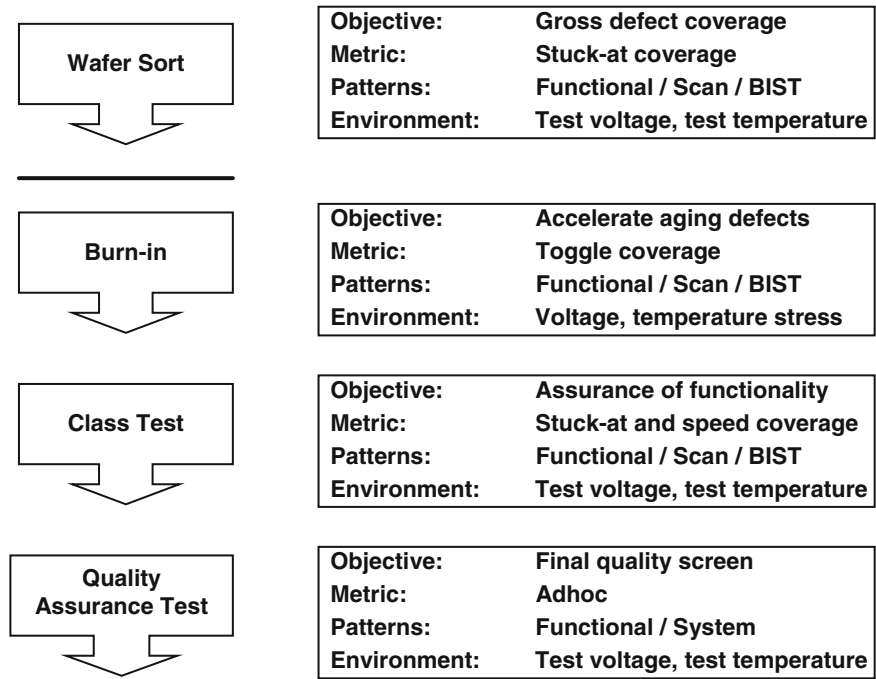 Wafer Sort
Objective: Gross defect coverage
Metric: Stuck-at coverage
Patterns: Functional / Scan / BIST
Environment: Test voltage, test temperature
Burn-in
Objective: Accelerate aging defects
Metric: Toggle coverage
Patterns: Functional / Scan / BIST
Environment: Voltage, temperature stress
Class Test
Objective: Assurance of functionality
Metric: Stuck-at and speed coverage
Patterns: Functional / Scan / BIST
Environment: Test voltage, test temperature
Quality
Assurance Test
Objective: Final quality screen
Metric: Adhoc
Patterns: Functional / System
Environment: Test voltage, test temperature